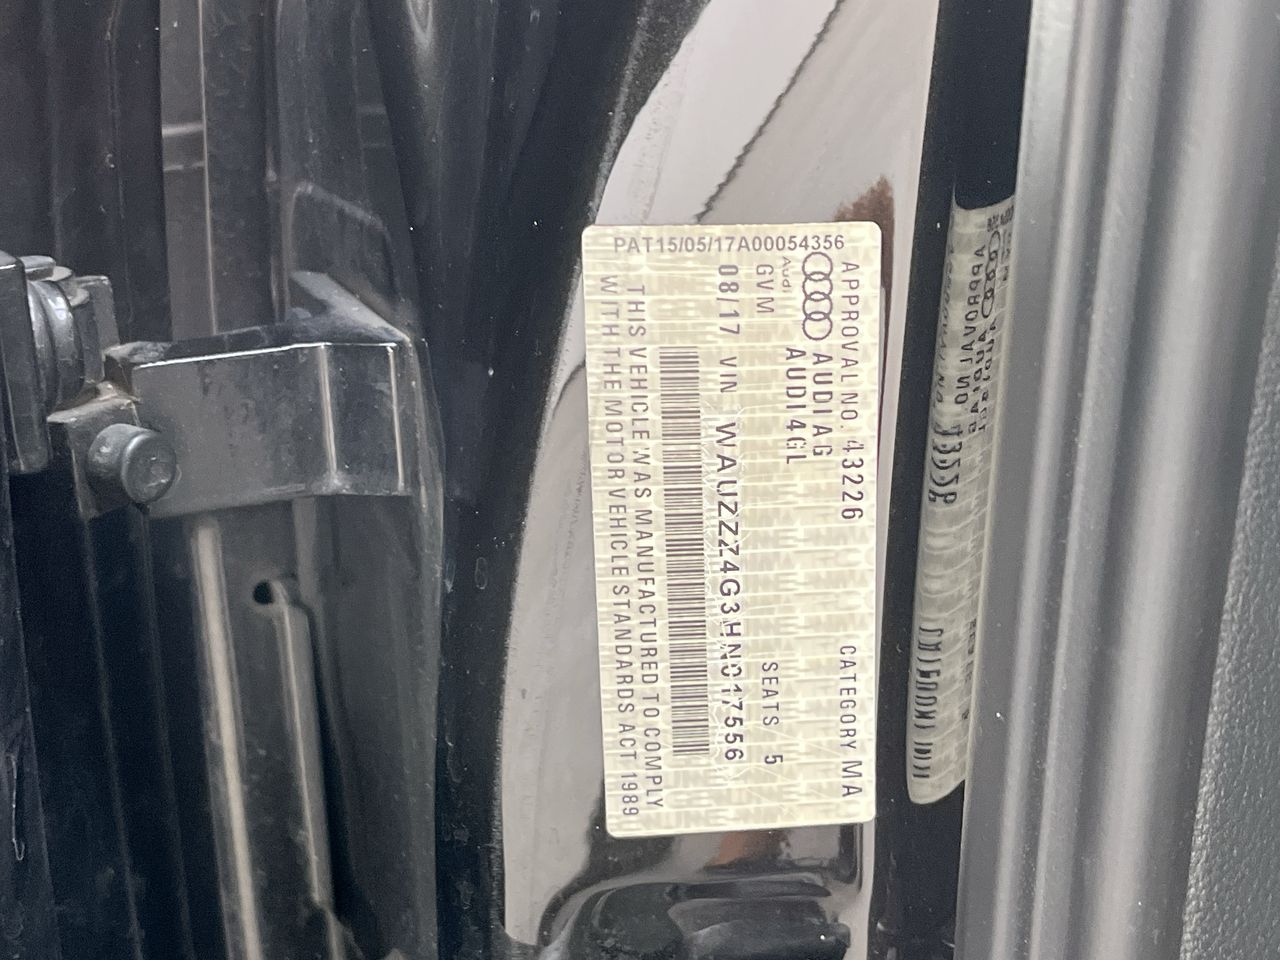 PAT15/05/17A00054356
APPROVAL NO. 43226 CATEGORY MA
Audi AUDI AG
AUDI 4GL
GVM SEATS 5
08/17 VIN WAUZZZ4G3HN017556
THIS VEHICLE WAS MANUFACTURED TO COMPLY
WITH THE MOTOR VEHICLE STANDARDS ACT 1989